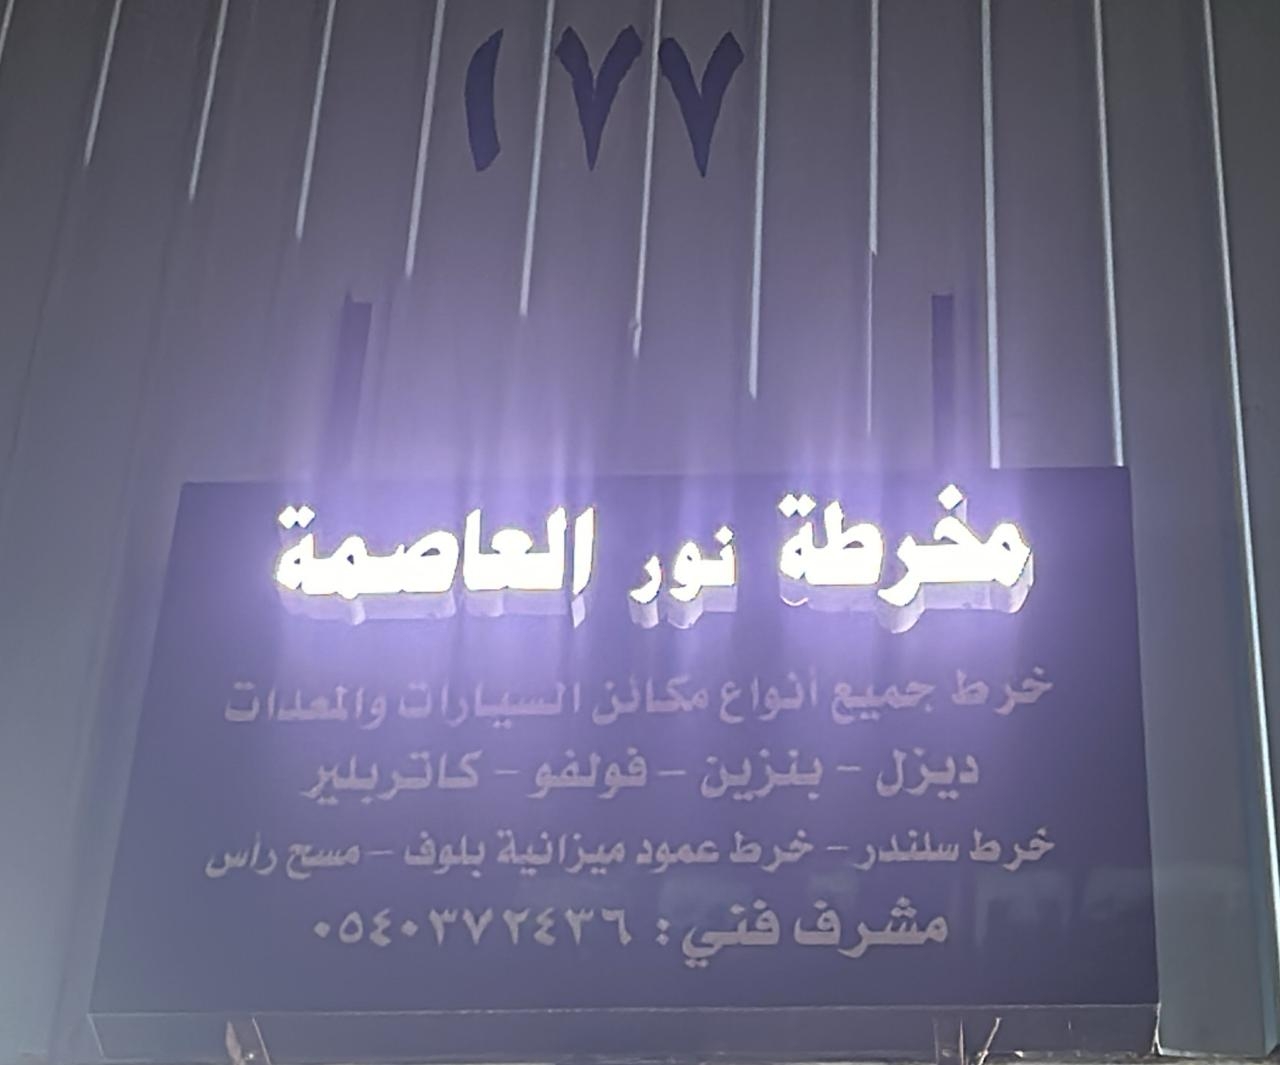 ١٧٧
مخرطة نور العاصمة
خرط جميع أنواع مكائن السيارات والمعدات
ديزل - بنزين - فولفو - كاتربلير
خرط سلندر - خرط عمود ميزانية بلوف - مسح رأس
مشرف فني : ٠٥٤٠٣٧٢٤٣٦